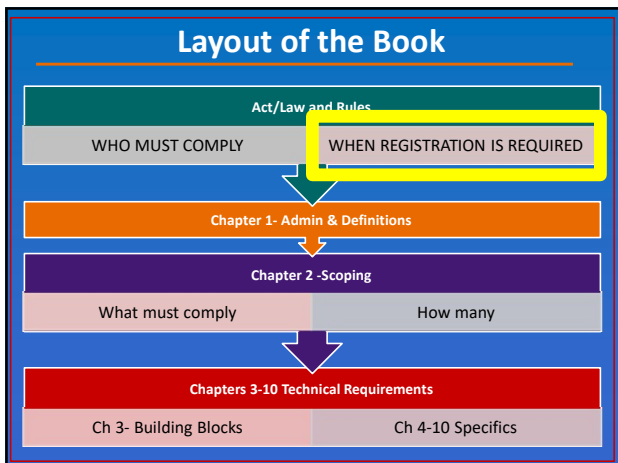 Layout of the Book
Act/Law and Rules
WHO MUST COMPLY
WHEN REGISTRATION IS REQUIRED
Chapter 1- Admin & Definitions
Chapter 2 -Scoping
What must comply
How many
Chapters 3-10 Technical Requirements
Ch 3- Building Blocks
Ch 4-10 Specifics